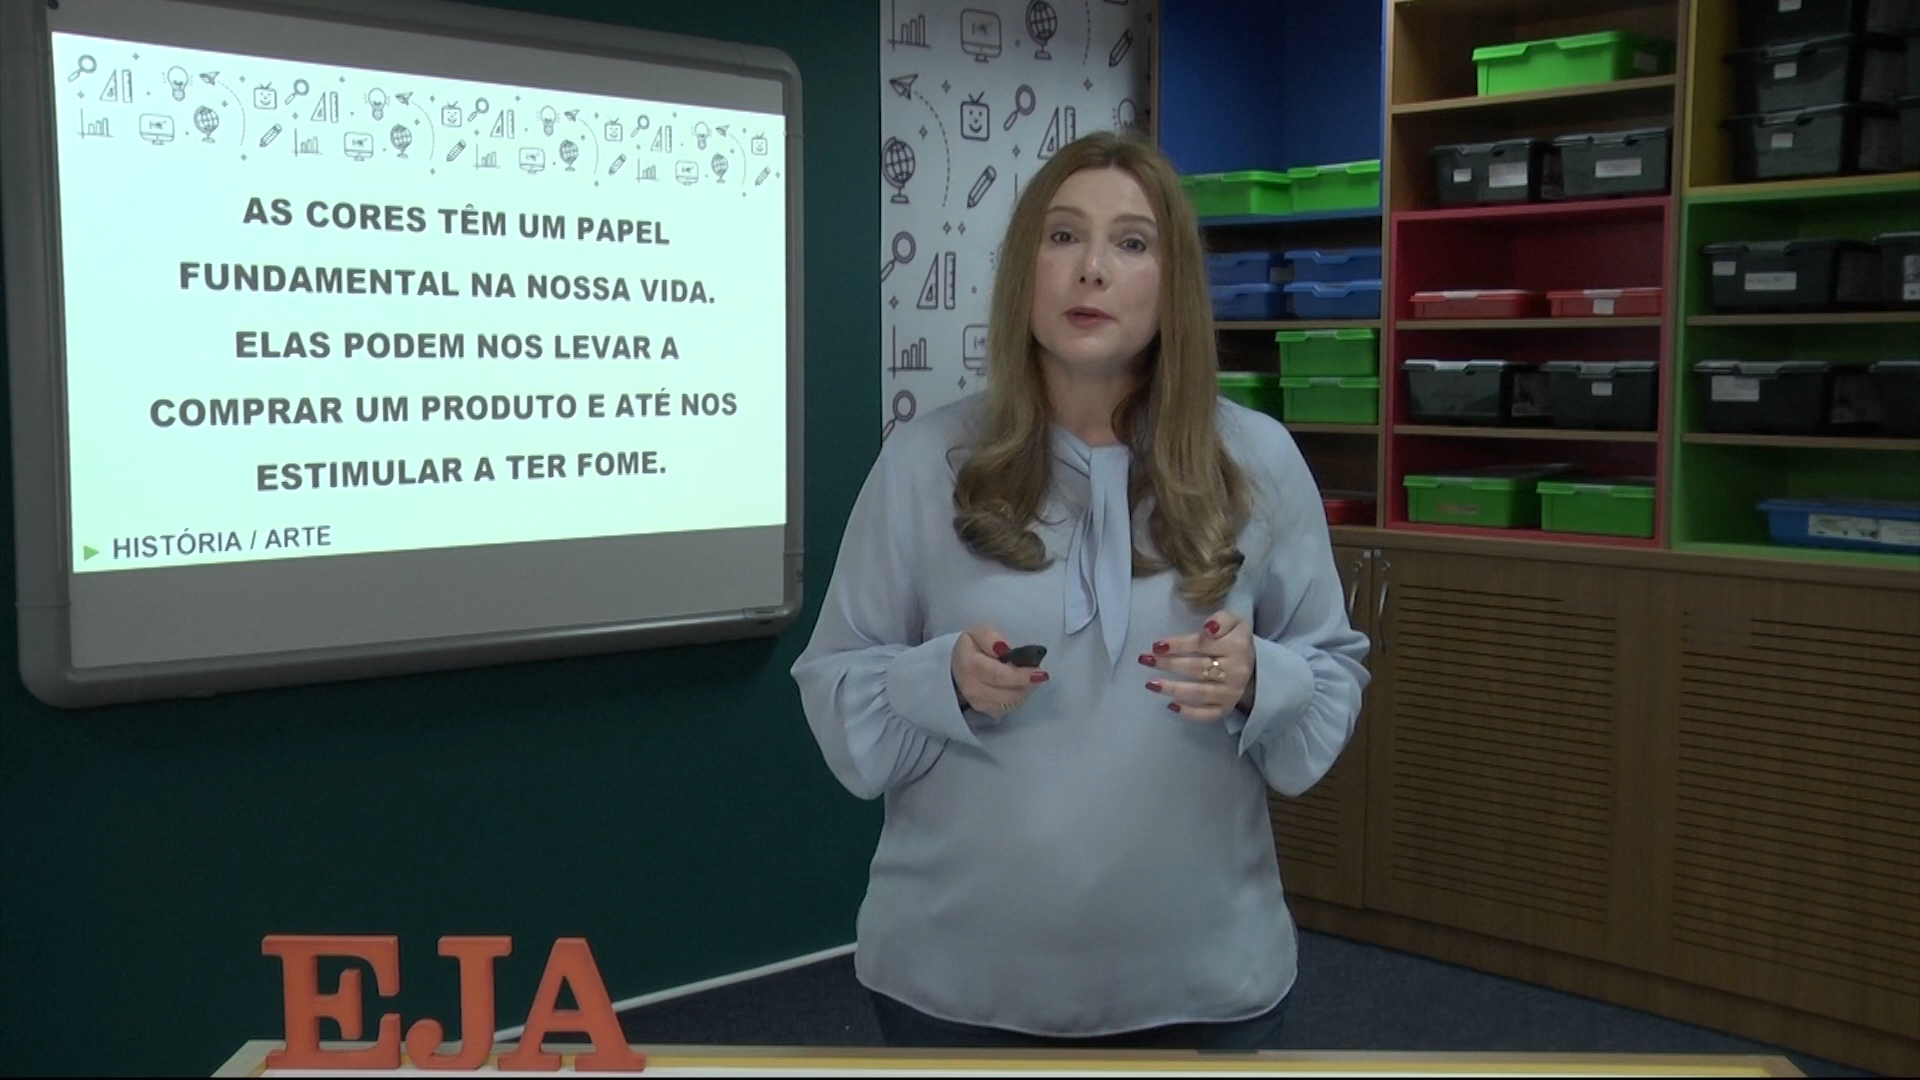 AS CORES TÊM UM PAPEL
FUNDAMENTAL NA NOSSA VIDA.
ELAS PODEM NOS LEVAR A
COMPRAR UM PRODUTO E ATÉ NOS
ESTIMULAR A TER FOME.
HISTÓRIA / ARTE
EJA